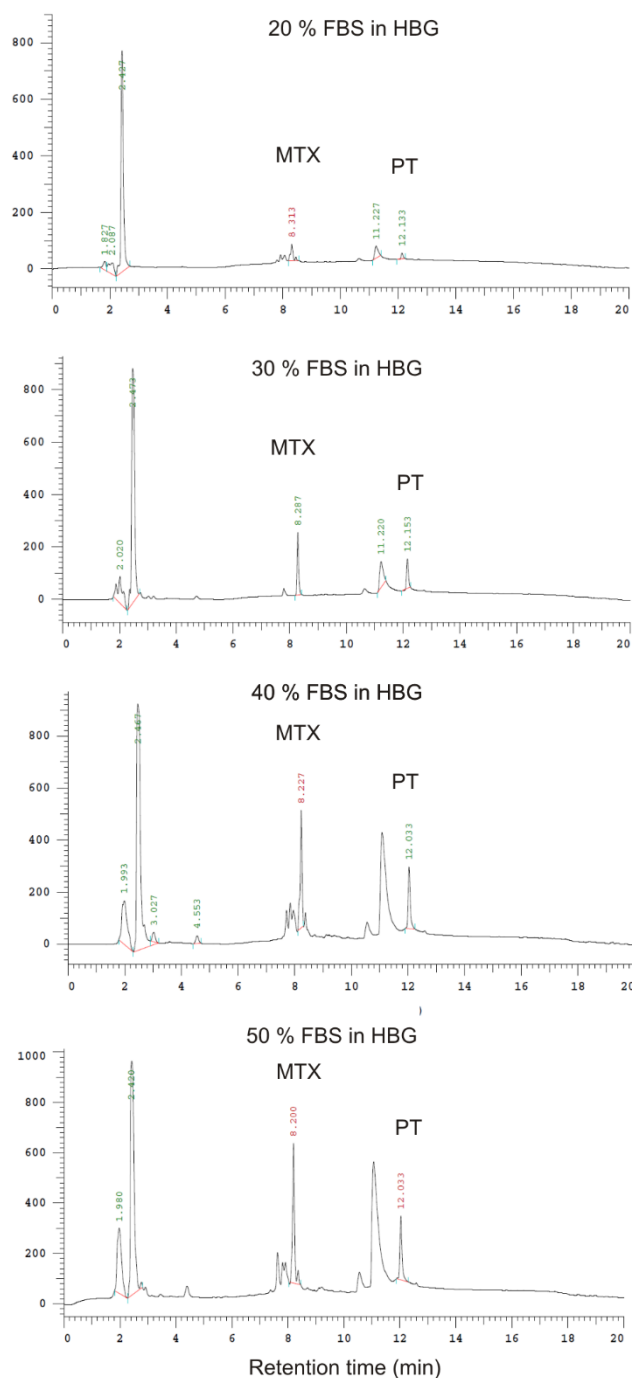 20 % FBS in HBG
800
600
400
200
0
1.827
2.087
2.427
MTX
8.313
11.227
PT
12.133
0 2 4 6 8 10 12 14 16 18 20
30 % FBS in HBG
800
600
400
200
0
2.020
2.473
MTX
8.287
11.220
PT
12.153
0 2 4 6 8 10 12 14 16 18 20
40 % FBS in HBG
800
600
400
200
0
1.993
2.467
3.027
4.553
MTX
8.227
PT
12.033
0 2 4 6 8 10 12 14 16 18 20
)
50 % FBS in HBG
1000
800
600
400
200
0
1.980
2.420
MTX
8.200
PT
12.033
0 2 4 6 8 10 12 14 16 18 20
Retention time (min)